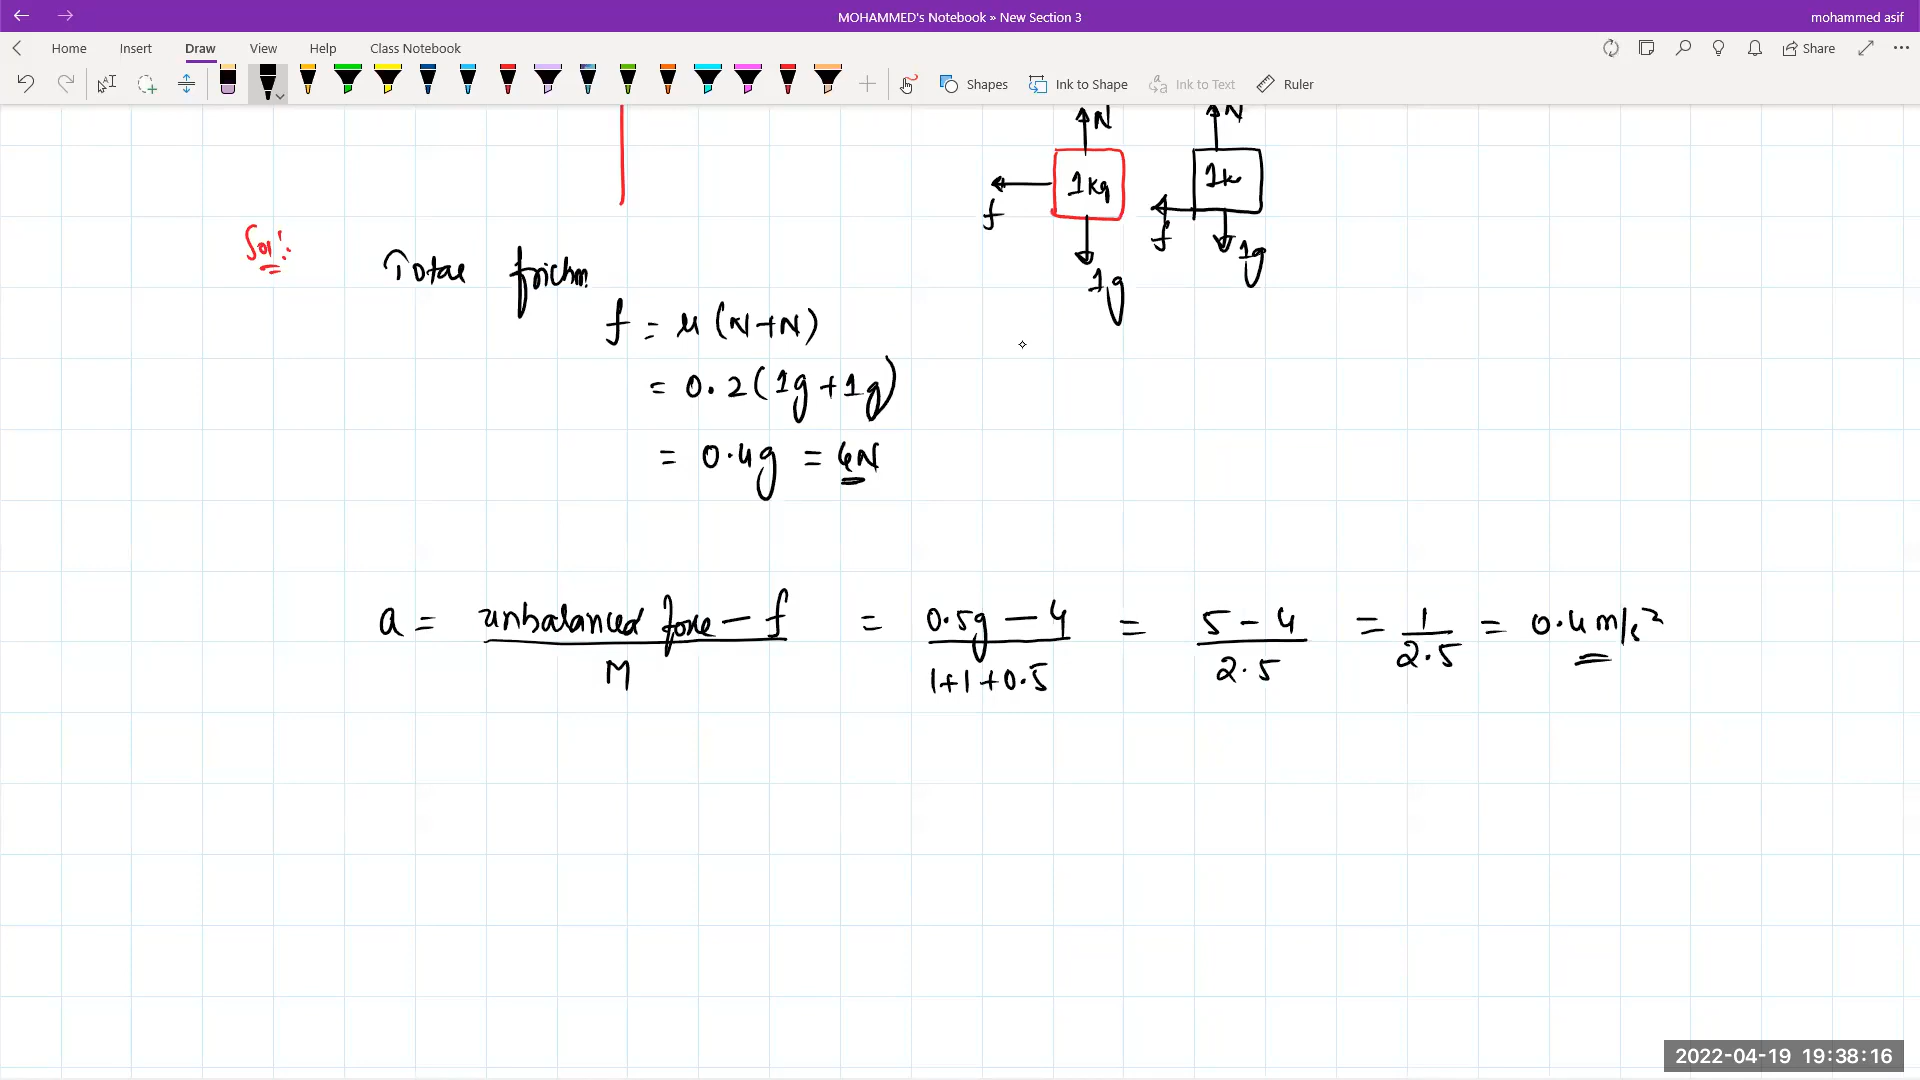 MOHAMMED's Notebook » New Section 3
mohammed asif
Home Insert Draw View Help Class Notebook
Share
Shapes Ink to Shape Ink to Text Ruler
N N
1kg 1k
f f
1g 1g
Sol:
Total frichm
f = μ (N+N)
= 0.2(1g+1g)
= 0.4g = 4N
a = unbalanced force - f / M = 0.5g - 4 / 1+1+0.5 = 5 - 4 / 2.5 = 1 / 2.5 = 0.4 m/s²
2022-04-19 19:38:16